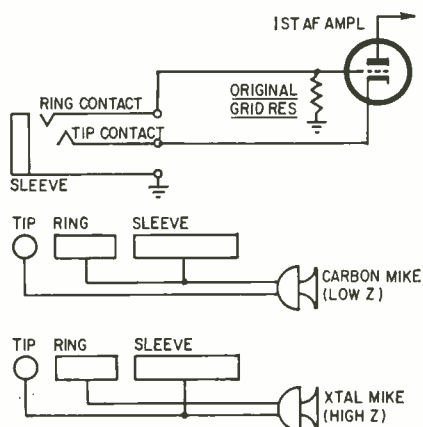 1ST AF AMPL
ORIGINAL
GRID RES
RING CONTACT
TIP CONTACT
SLEEVE
TIP RING SLEEVE
CARBON MIKE
(LOW Z)
TIP RING SLEEVE
XTAL MIKE
(HIGH Z)